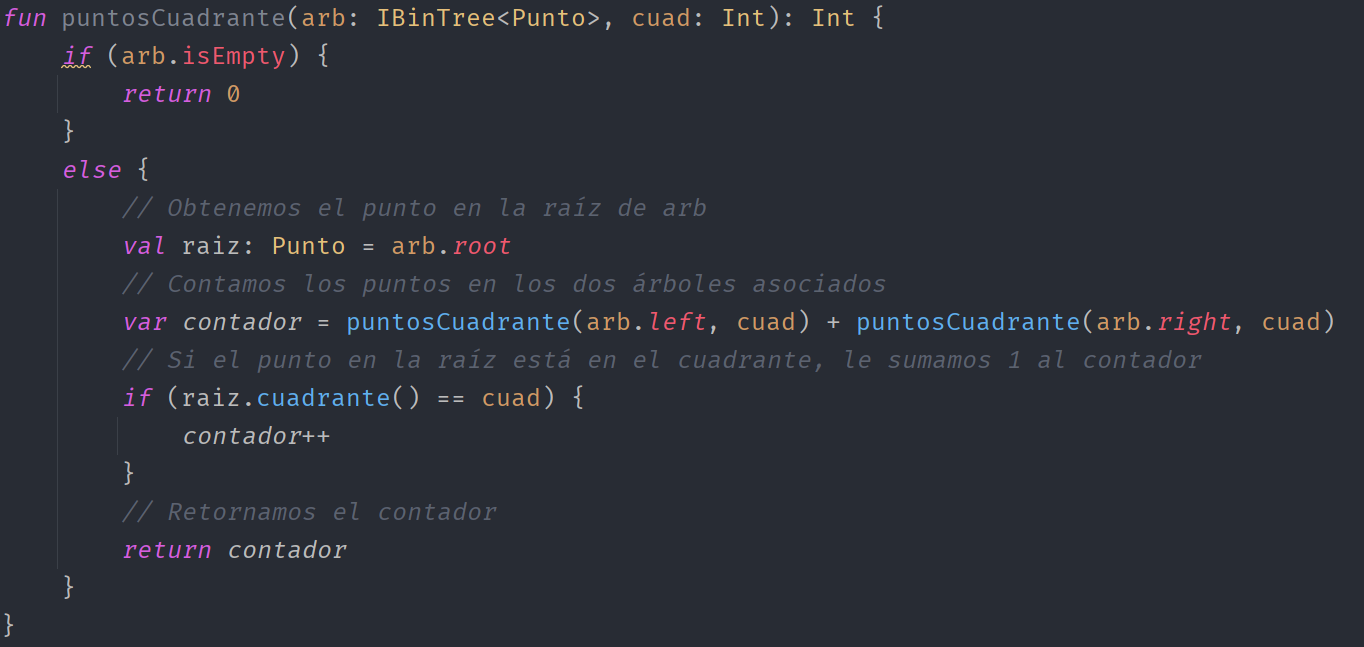 fun puntosCuadrante(arb: IBinTree<Punto>, cuad: Int): Int {
    if (arb.isEmpty) {
        return 0
    }
    else {
        // Obtenemos el punto en la raíz de arb
        val raiz: Punto = arb.root
        // Contamos los puntos en los dos árboles asociados
        var contador = puntosCuadrante(arb.left, cuad) + puntosCuadrante(arb.right, cuad)
        // Si el punto en la raíz está en el cuadrante, le sumamos 1 al contador
        if (raiz.cuadrante() == cuad) {
            contador++
        }
        // Retornamos el contador
        return contador
    }
}